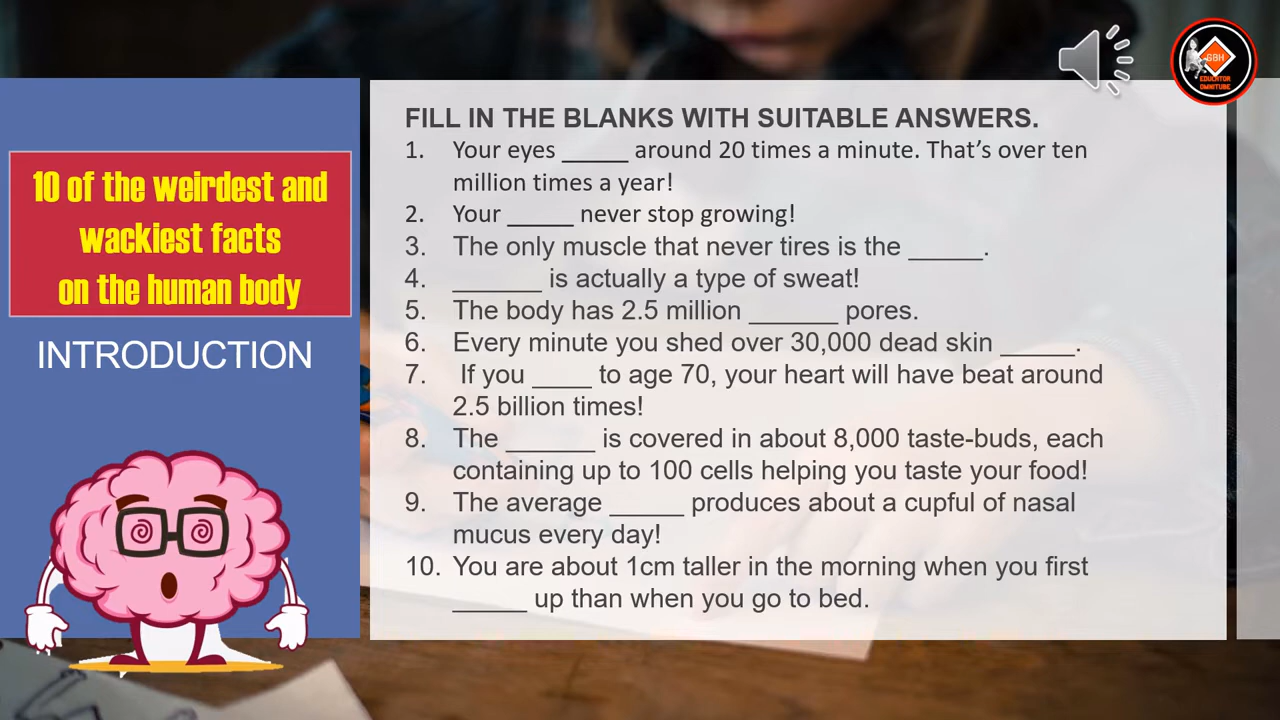 GBH
EDUCATOR
OMNITUBE
10 of the weirdest and
wackiest facts
on the human body
INTRODUCTION
FILL IN THE BLANKS WITH SUITABLE ANSWERS.
1. Your eyes _____ around 20 times a minute. That’s over ten
million times a year!
2. Your _____ never stop growing!
3. The only muscle that never tires is the _____.
4. ______ is actually a type of sweat!
5. The body has 2.5 million ______ pores.
6. Every minute you shed over 30,000 dead skin _____.
7. If you ____ to age 70, your heart will have beat around
2.5 billion times!
8. The ______ is covered in about 8,000 taste-buds, each
containing up to 100 cells helping you taste your food!
9. The average _____ produces about a cupful of nasal
mucus every day!
10. You are about 1cm taller in the morning when you first
_____ up than when you go to bed.